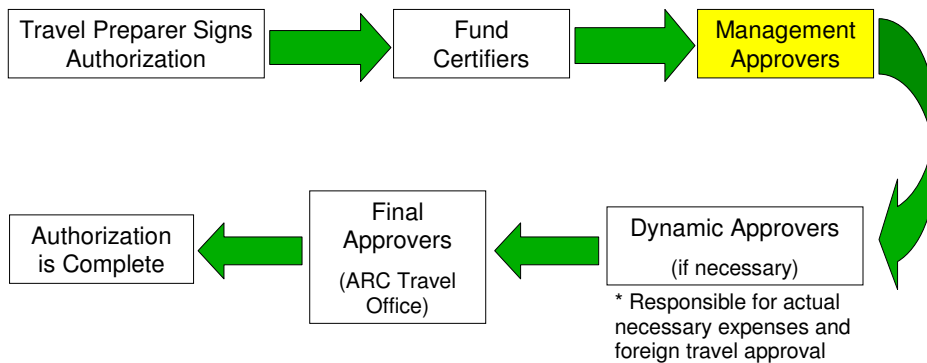 Travel Preparer Signs
Authorization
Fund
Certifiers
Management
Approvers
Dynamic Approvers
(if necessary)
* Responsible for actual
necessary expenses and
foreign travel approval
Final
Approvers
(ARC Travel
Office)
Authorization
is Complete